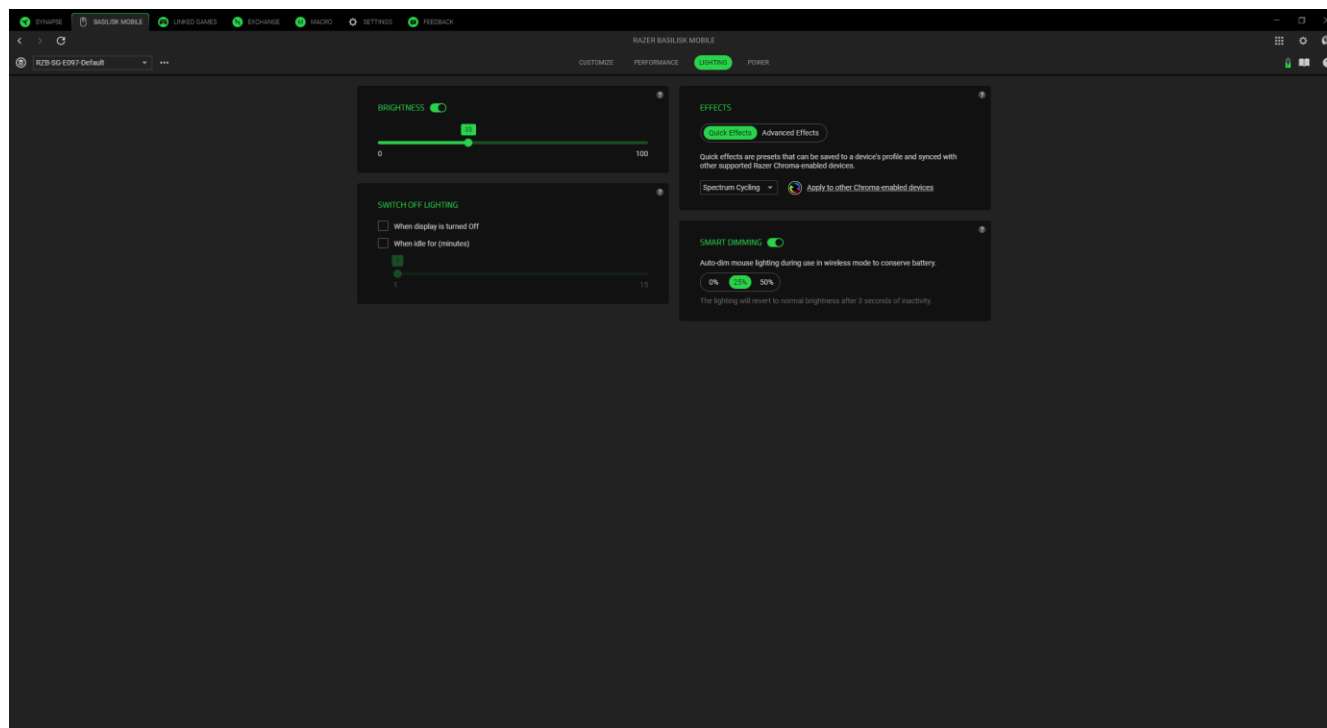 SYNAPSE BASILISK MOBILE LINKED GAMES EXCHANGE MACRO SETTINGS FEEDBACK
RAZER BASILISK MOBILE
RZB-SG-E097-Default
CUSTOMIZE PERFORMANCE LIGHTING POWER
BRIGHTNESS
33
0 100
SWITCH OFF LIGHTING
When display is turned Off
When idle for (minutes)
1
1 15
EFFECTS
Quick Effects Advanced Effects
Quick effects are presets that can be saved to a device's profile and synced with
other supported Razer Chroma-enabled devices.
Spectrum Cycling Apply to other Chroma-enabled devices
SMART DIMMING
Auto-dim mouse lighting during use in wireless mode to conserve battery.
0% 25% 50%
The lighting will revert to normal brightness after 3 seconds of inactivity.